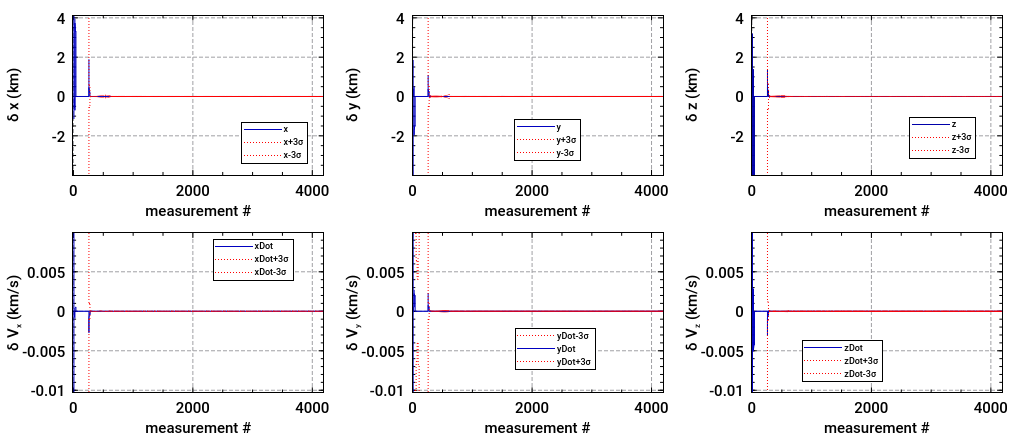 δ x (km)
4
2
0
-2
0
2000
4000
measurement #
x
x+3σ
x-3σ
δ y (km)
4
2
0
-2
0
2000
4000
measurement #
y
y+3σ
y-3σ
δ z (km)
4
2
0
-2
0
2000
4000
measurement #
z
z+3σ
z-3σ
δ Vx (km/s)
0.005
0
-0.005
-0.01
0
2000
4000
measurement #
xDot
xDot+3σ
xDot-3σ
δ Vy (km/s)
0.005
0
-0.005
-0.01
0
2000
4000
measurement #
yDot-3σ
yDot
yDot+3σ
δ Vz (km/s)
0.005
0
-0.005
-0.01
0
2000
4000
measurement #
zDot
zDot+3σ
zDot-3σ